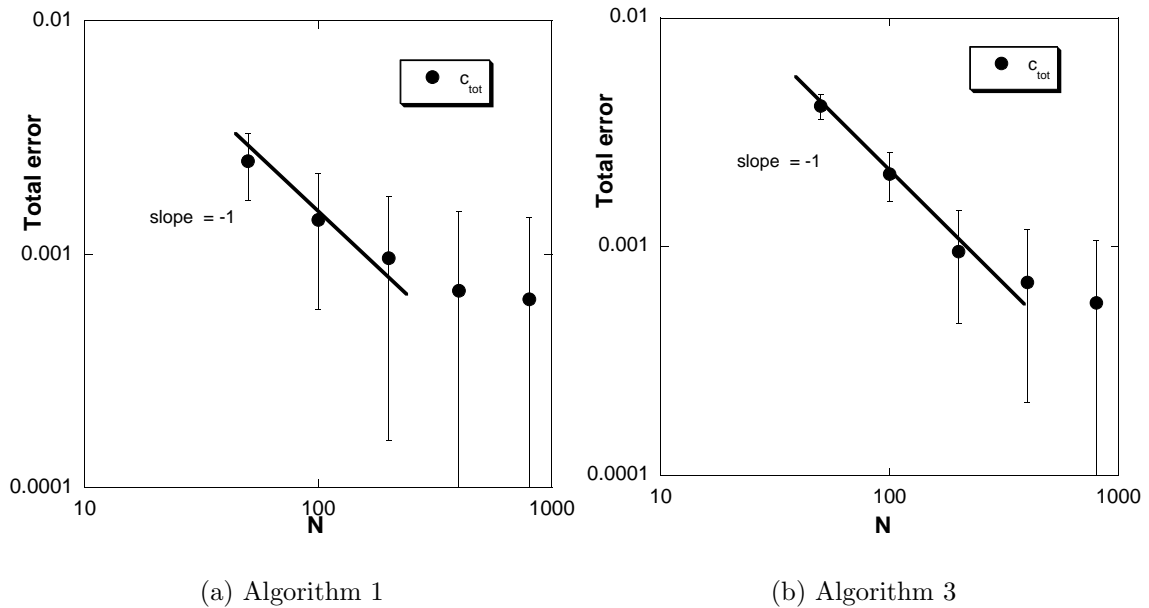 0.01
c_tot
Total error
slope = -1
0.001
0.0001
10
100
1000
N
(a) Algorithm 1
0.01
c_tot
Total error
slope = -1
0.001
0.0001
10
100
1000
N
(b) Algorithm 3